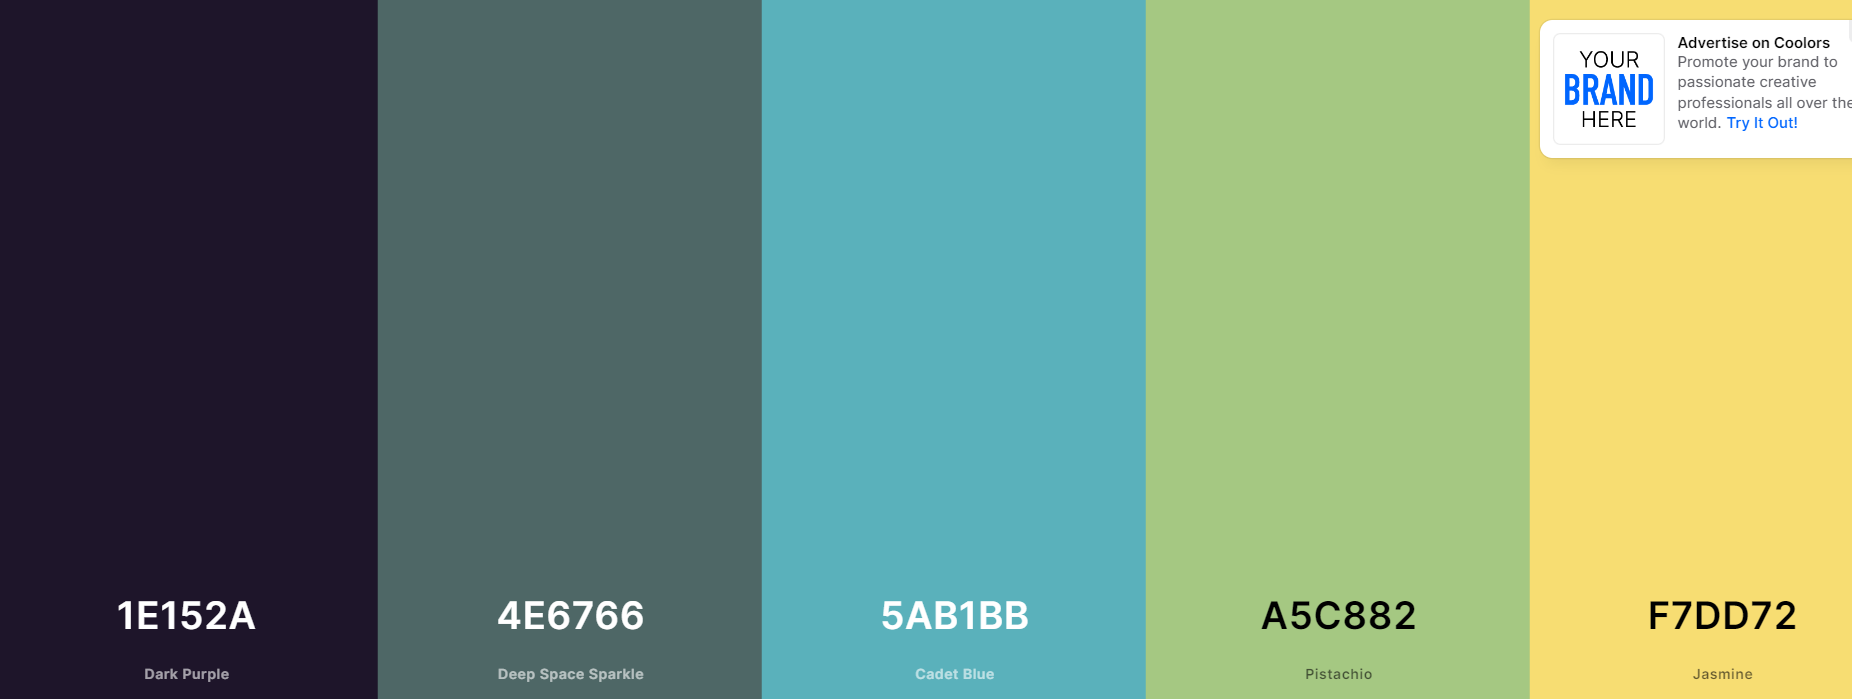 YOUR
BRAND
HERE
Advertise on Coolors
Promote your brand to
passionate creative
professionals all over the
world. Try It Out!
1E152A
Dark Purple
4E6766
Deep Space Sparkle
5AB1BB
Cadet Blue
A5C882
Pistachio
F7DD72
Jasmine